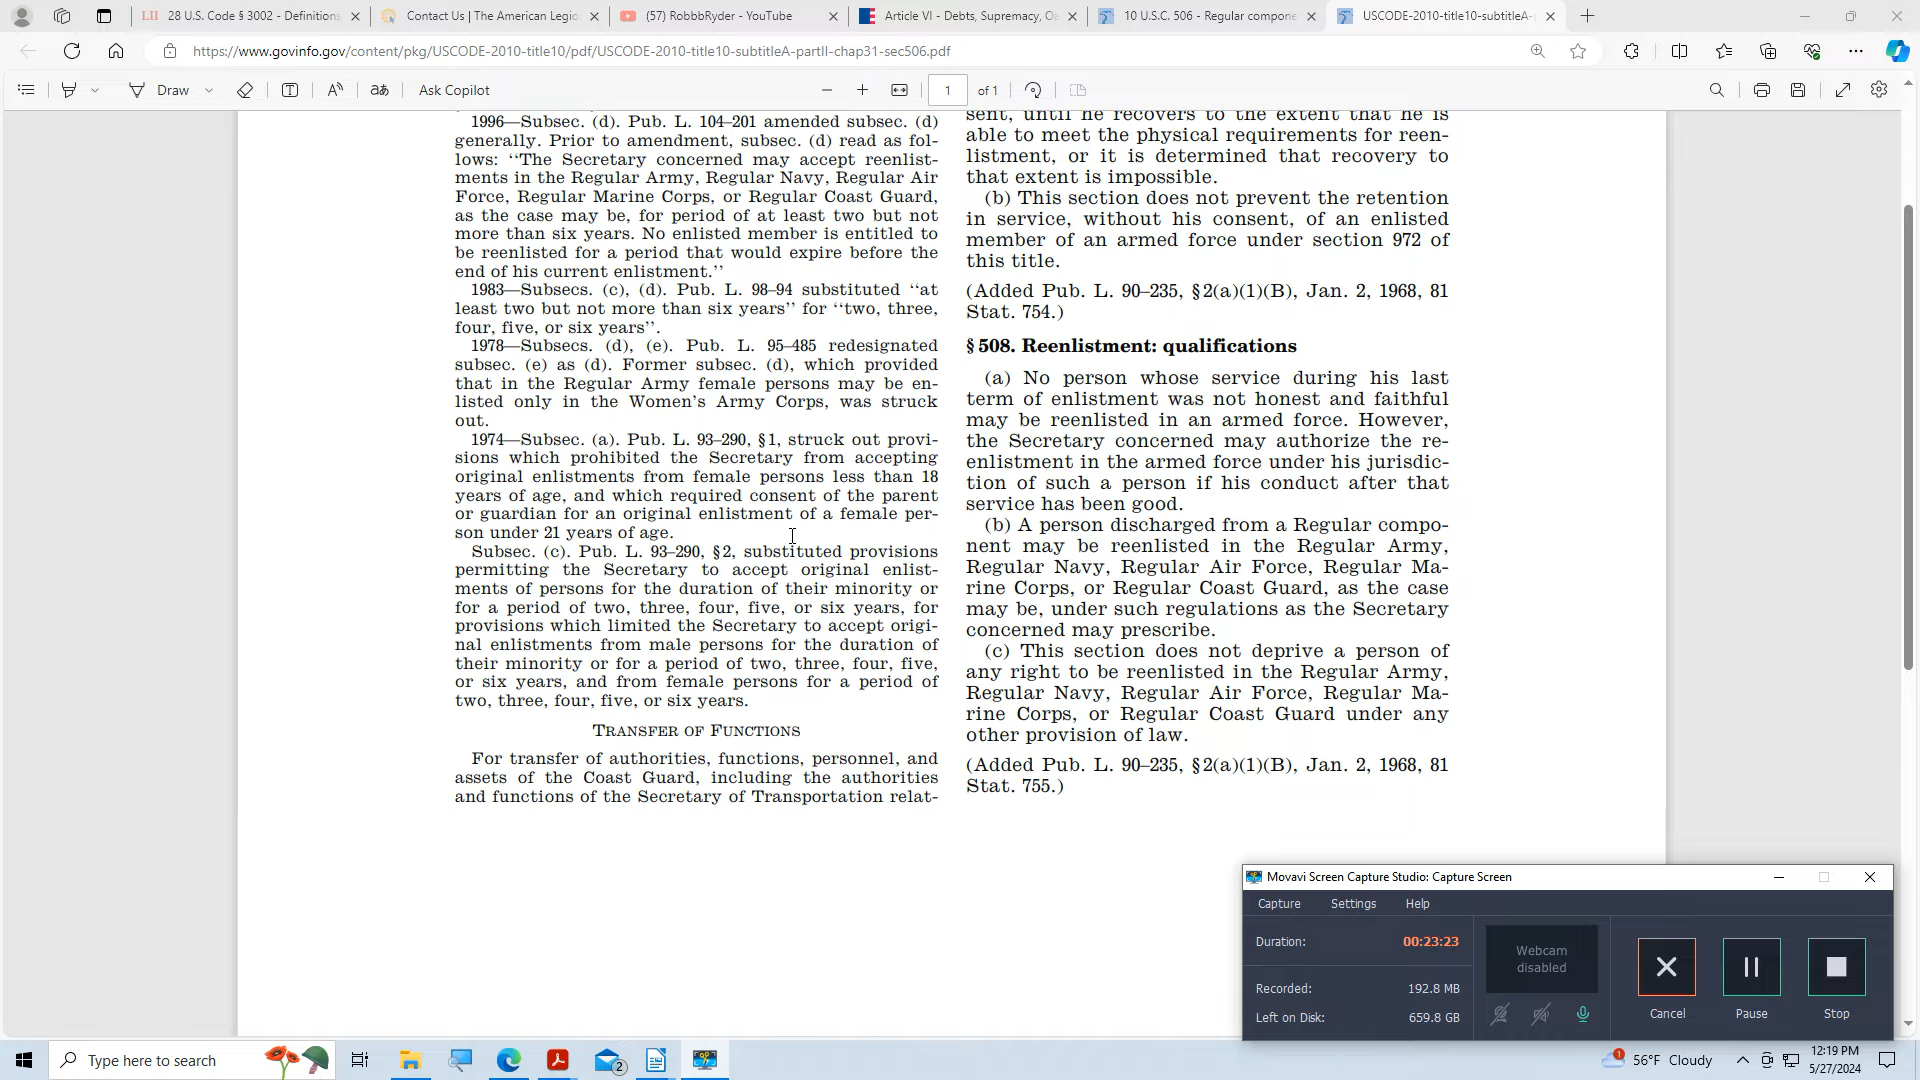 28 U.S. Code § 3002 - Definitions
Contact Us | The American Legio
(57) RobbbRyder - YouTube
Article VI - Debts, Supremacy, Oa
10 U.S.C. 506 - Regular compone
USCODE-2010-title10-subtitleA-
https://www.govinfo.gov/content/pkg/USCODE-2010-title10/pdf/USCODE-2010-title10-subtitleA-partII-chap31-sec506.pdf
Draw
Ask Copilot
1
of 1
1996—Subsec. (d). Pub. L. 104–201 amended subsec. (d)
generally. Prior to amendment, subsec. (d) read as fol-
lows: ‘‘The Secretary concerned may accept reenlist-
ments in the Regular Army, Regular Navy, Regular Air
Force, Regular Marine Corps, or Regular Coast Guard,
as the case may be, for period of at least two but not
more than six years. No enlisted member is entitled to
be reenlisted for a period that would expire before the
end of his current enlistment.’’
1983—Subsecs. (c), (d). Pub. L. 98–94 substituted ‘‘at
least two but not more than six years’’ for ‘‘two, three,
four, five, or six years’’.
1978—Subsecs. (d), (e). Pub. L. 95–485 redesignated
subsec. (e) as (d). Former subsec. (d), which provided
that in the Regular Army female persons may be en-
listed only in the Women’s Army Corps, was struck
out.
1974—Subsec. (a). Pub. L. 93–290, §1, struck out provi-
sions which prohibited the Secretary from accepting
original enlistments from female persons less than 18
years of age, and which required consent of the parent
or guardian for an original enlistment of a female per-
son under 21 years of age.
Subsec. (c). Pub. L. 93–290, §2, substituted provisions
permitting the Secretary to accept original enlist-
ments of persons for the duration of their minority or
for a period of two, three, four, five, or six years, for
provisions which limited the Secretary to accept origi-
nal enlistments from male persons for the duration of
their minority or for a period of two, three, four, five,
or six years, and from female persons for a period of
two, three, four, five, or six years.
TRANSFER OF FUNCTIONS
For transfer of authorities, functions, personnel, and
assets of the Coast Guard, including the authorities
and functions of the Secretary of Transportation relat-
sent, until he recovers to the extent that he is
able to meet the physical requirements for reen-
listment, or it is determined that recovery to
that extent is impossible.
(b) This section does not prevent the retention
in service, without his consent, of an enlisted
member of an armed force under section 972 of
this title.
(Added Pub. L. 90–235, §2(a)(1)(B), Jan. 2, 1968, 81
Stat. 754.)
§508. Reenlistment: qualifications
(a) No person whose service during his last
term of enlistment was not honest and faithful
may be reenlisted in an armed force. However,
the Secretary concerned may authorize the re-
enlistment in the armed force under his jurisdic-
tion of such a person if his conduct after that
service has been good.
(b) A person discharged from a Regular compo-
nent may be reenlisted in the Regular Army,
Regular Navy, Regular Air Force, Regular Ma-
rine Corps, or Regular Coast Guard, as the case
may be, under such regulations as the Secretary
concerned may prescribe.
(c) This section does not deprive a person of
any right to be reenlisted in the Regular Army,
Regular Navy, Regular Air Force, Regular Ma-
rine Corps, or Regular Coast Guard under any
other provision of law.
(Added Pub. L. 90–235, §2(a)(1)(B), Jan. 2, 1968, 81
Stat. 755.)
Movavi Screen Capture Studio: Capture Screen
Capture Settings Help
Duration: 00:23:23
Webcam
disabled
Recorded: 192.8 MB
Left on Disk: 659.8 GB
Cancel Pause Stop
Type here to search
2
1
56°F Cloudy
12:19 PM
5/27/2024